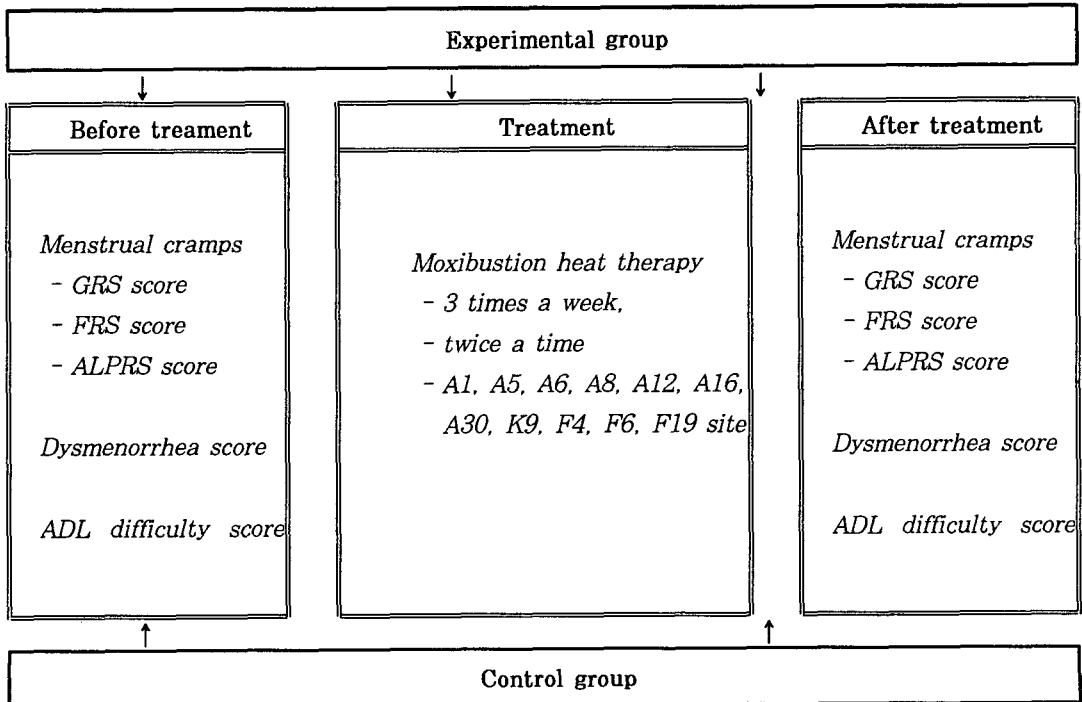 Experimental group
Before treament
Menstrual cramps
- GRS score
- FRS score
- ALPRS score
Dysmenorrhea score
ADL difficulty score
Treatment
Moxibustion heat therapy
- 3 times a week,
- twice a time
- A1, A5, A6, A8, A12, A16,
A30, K9, F4, F6, F19 site
After treatment
Menstrual cramps
- GRS score
- FRS score
- ALPRS score
Dysmenorrhea score
ADL difficulty score
Control group